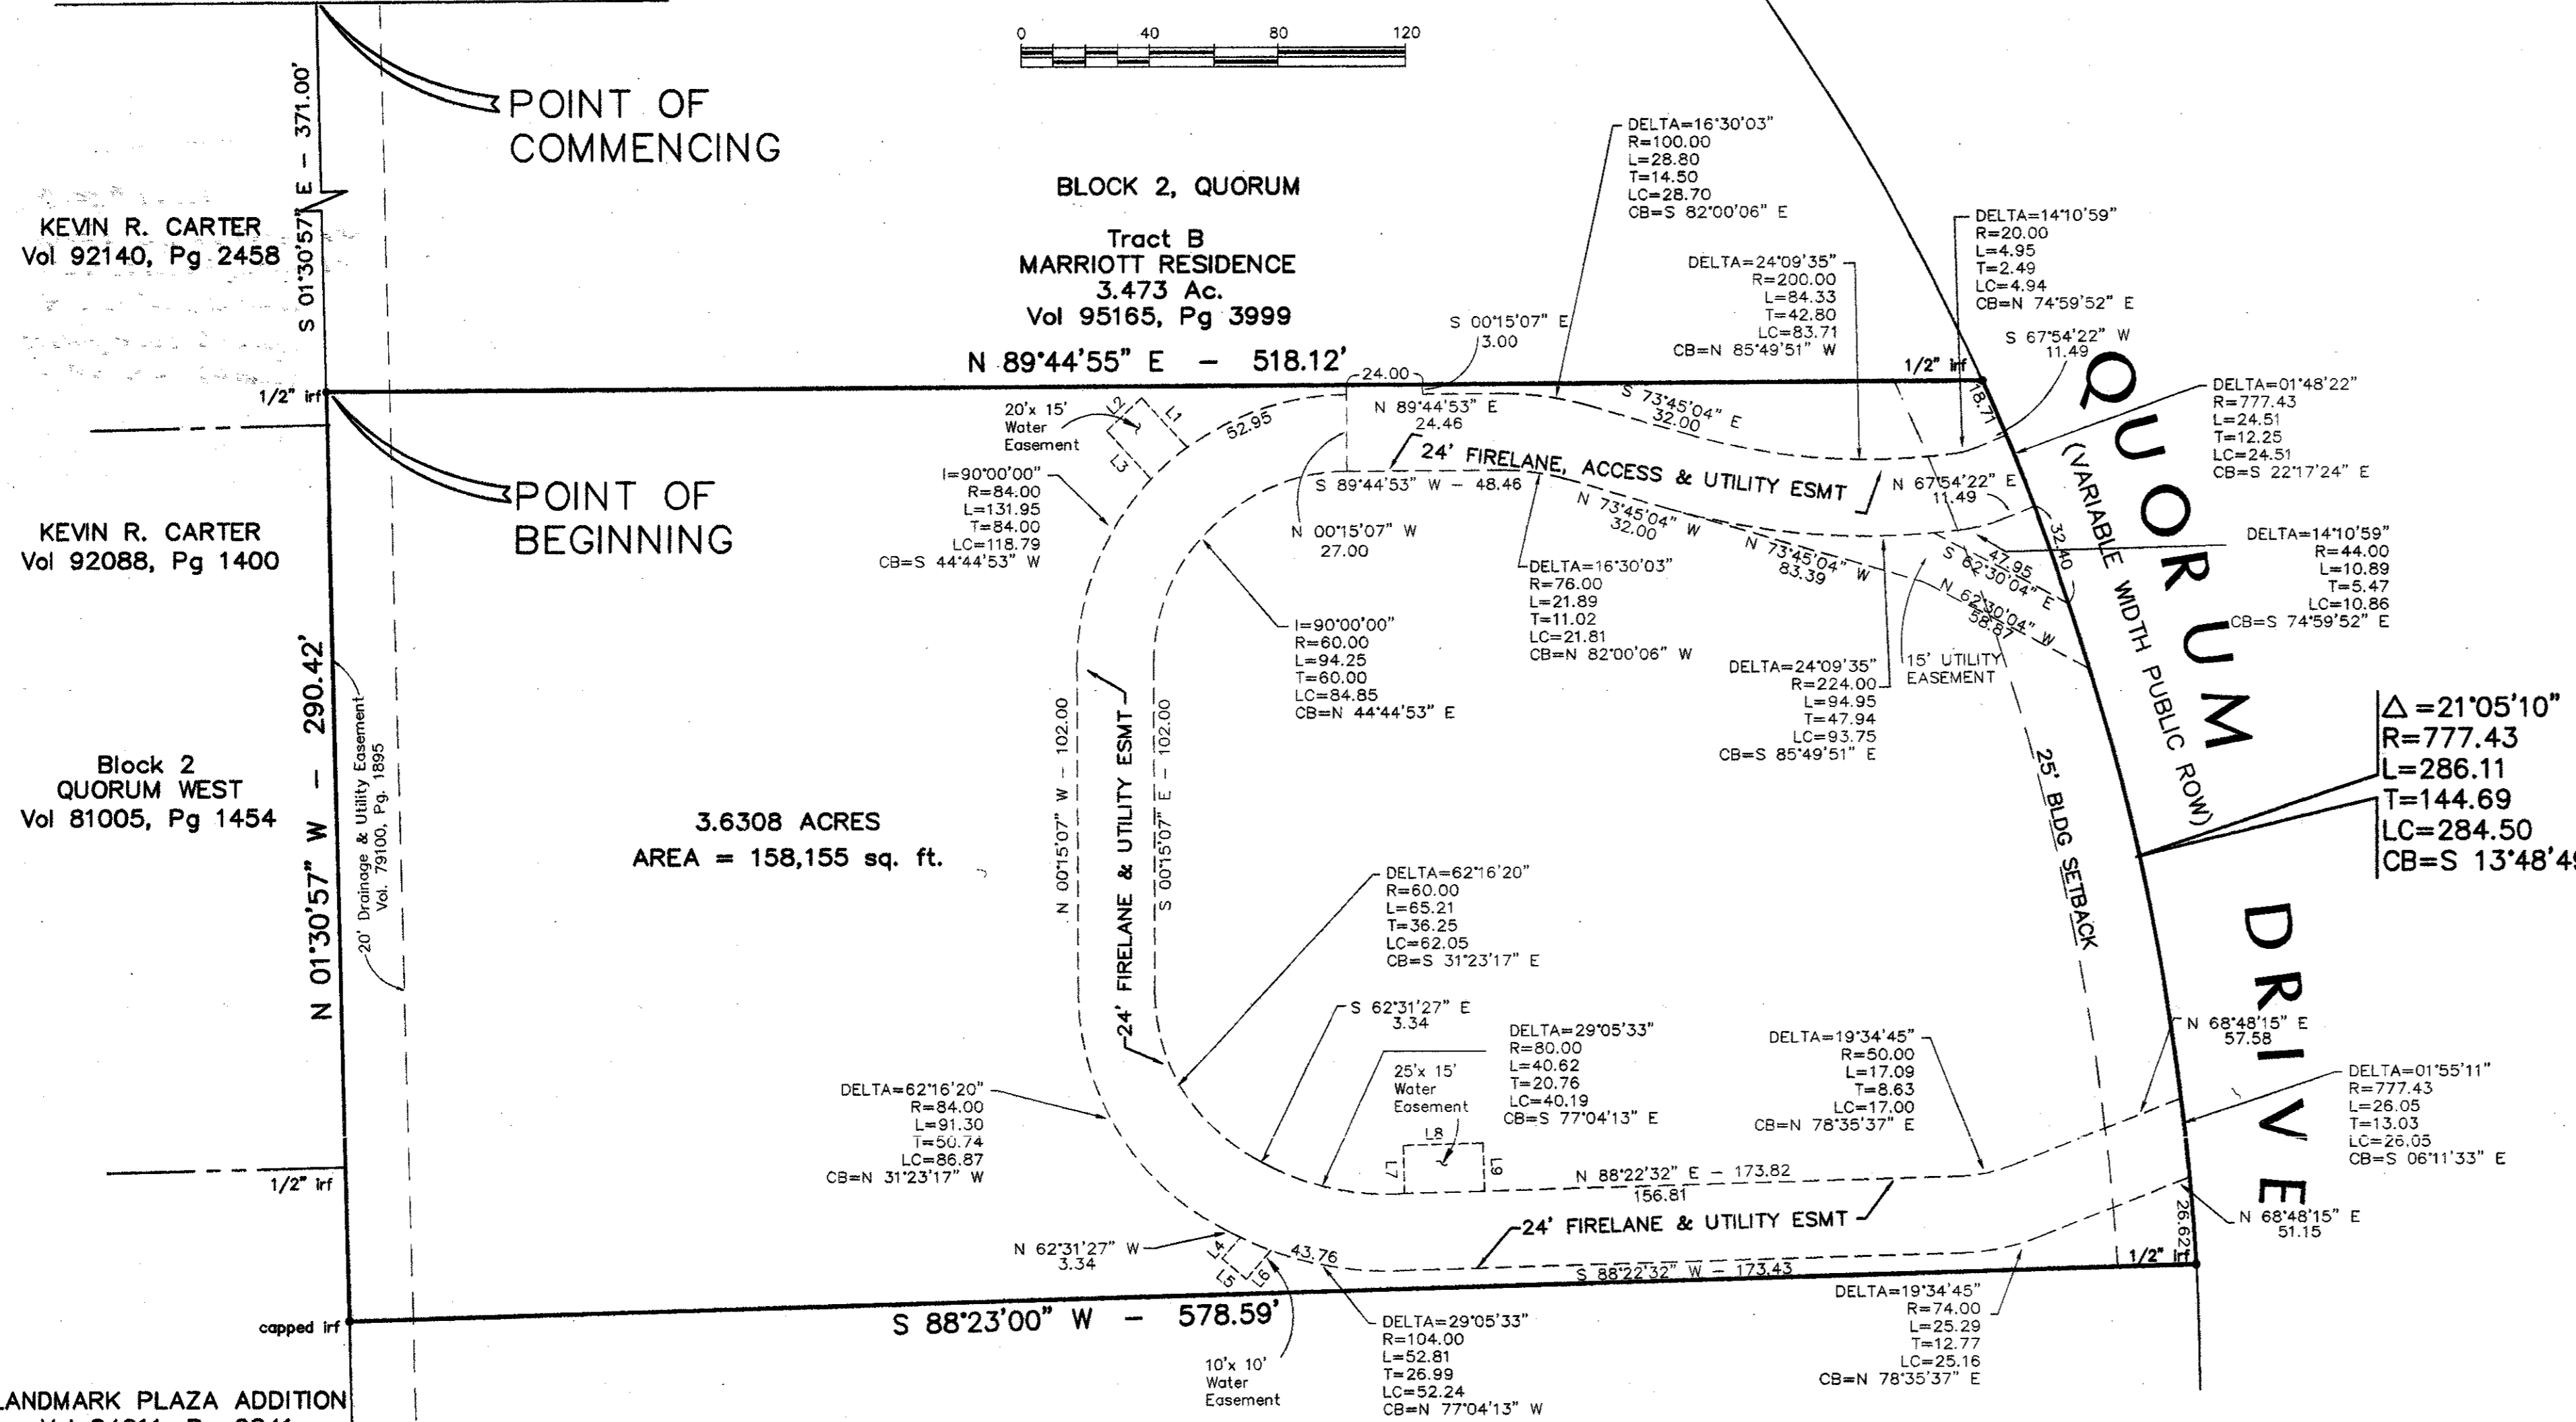 0 40 80 120
POINT OF
COMMENCING
S 01°30'57" E - 371.00'
KEVIN R. CARTER
Vol 92140, Pg 2458
BLOCK 2, QUORUM
Tract B
MARRIOTT RESIDENCE
3.473 Ac.
Vol 95165, Pg 3999
N 89°44'55" E - 518.12'
DELTA=16°30'03"
R=100.00
L=28.80
T=14.50
LC=28.70
CB=S 82°00'06" E
DELTA=24°09'35"
R=200.00
L=84.33
T=42.80
LC=83.71
CB=N 85°49'51" W
DELTA=14°10'59"
R=20.00
L=4.95
T=2.49
LC=4.94
CB=N 74°59'52" E
S 67°54'22" W
11.49
S 00°15'07" E
3.00
1/2" irf
1/2" irf
18.71
DELTA=01°48'22"
R=777.43
L=24.51
T=12.25
LC=24.51
CB=S 22°17'24" E
QUORUM DRIVE
(VARIABLE WIDTH PUBLIC ROW)
24.00
N 89°44'53" E
24.46
S 73°45'04" E
32.00
20'x 15'
Water
Easement
L2
L1
L3
52.95
24' FIRELANE, ACCESS & UTILITY ESMT
S 89°44'53" W - 48.46
N 67°54'22" E
11.49
N 73°45'04" W
32.00
N 73°45'04" W
83.39
47.95
S 62°30'04" E
N 62°30'04" W
58.87
32.40
15' UTILITY
EASEMENT
DELTA=14°10'59"
R=44.00
L=10.89
T=5.47
LC=10.86
CB=S 74°59'52" E
I=90°00'00"
R=84.00
L=131.95
T=84.00
LC=118.79
CB=S 44°44'53" W
N 00°15'07" W
27.00
POINT OF
BEGINNING
KEVIN R. CARTER
Vol 92088, Pg 1400
DELTA=16°30'03"
R=76.00
L=21.89
T=11.02
LC=21.81
CB=N 82°00'06" W
I=90°00'00"
R=60.00
L=94.25
T=60.00
LC=84.85
CB=N 44°44'53" E
DELTA=24°09'35"
R=224.00
L=94.95
T=47.94
LC=93.75
CB=S 85°49'51" E
N 01°30'57" W - 290.42'
20' Drainage & Utility Easement
Vol. 79100, Pg. 1895
Block 2
QUORUM WEST
Vol 81005, Pg 1454
3.6308 ACRES
AREA = 158,155 sq. ft.
N 00°15'07" W - 102.00
24' FIRELANE & UTILITY ESMT
S 00°15'07" E - 102.00
25' BLDG SETBACK
△ =21°05'10"
R=777.43
L=286.11
T=144.69
LC=284.50
CB=S 13°48'49
DELTA=62°16'20"
R=60.00
L=65.21
T=36.25
LC=62.05
CB=S 31°23'17" E
S 62°31'27" E
3.34
DELTA=29°05'33"
R=80.00
L=40.62
T=20.76
LC=40.19
CB=S 77°04'13" E
25'x 15'
Water
Easement
L8
L7
L9
DELTA=19°34'45"
R=50.00
L=17.09
T=8.63
LC=17.00
CB=N 78°35'37" E
N 68°48'15" E
57.58
DELTA=01°55'11"
R=777.43
L=26.05
T=13.03
LC=26.05
CB=S 06°11'33" E
DELTA=62°16'20"
R=84.00
L=91.30
T=50.74
LC=86.87
CB=N 31°23'17" W
N 88°22'32" E - 173.82
156.81
24' FIRELANE & UTILITY ESMT
N 68°48'15" E
51.15
26.62
1/2" irf
1/2" irf
N 62°31'27" W
3.34
L4
L5
L6
43.76
S 88°22'32" W - 173.43
S 88°23'00" W - 578.59'
capped irf
10'x 10'
Water
Easement
DELTA=29°05'33"
R=104.00
L=52.81
T=26.99
LC=52.24
CB=N 77°04'13" W
DELTA=19°34'45"
R=74.00
L=25.29
T=12.77
LC=25.16
CB=N 78°35'37" E
LANDMARK PLAZA ADDITION